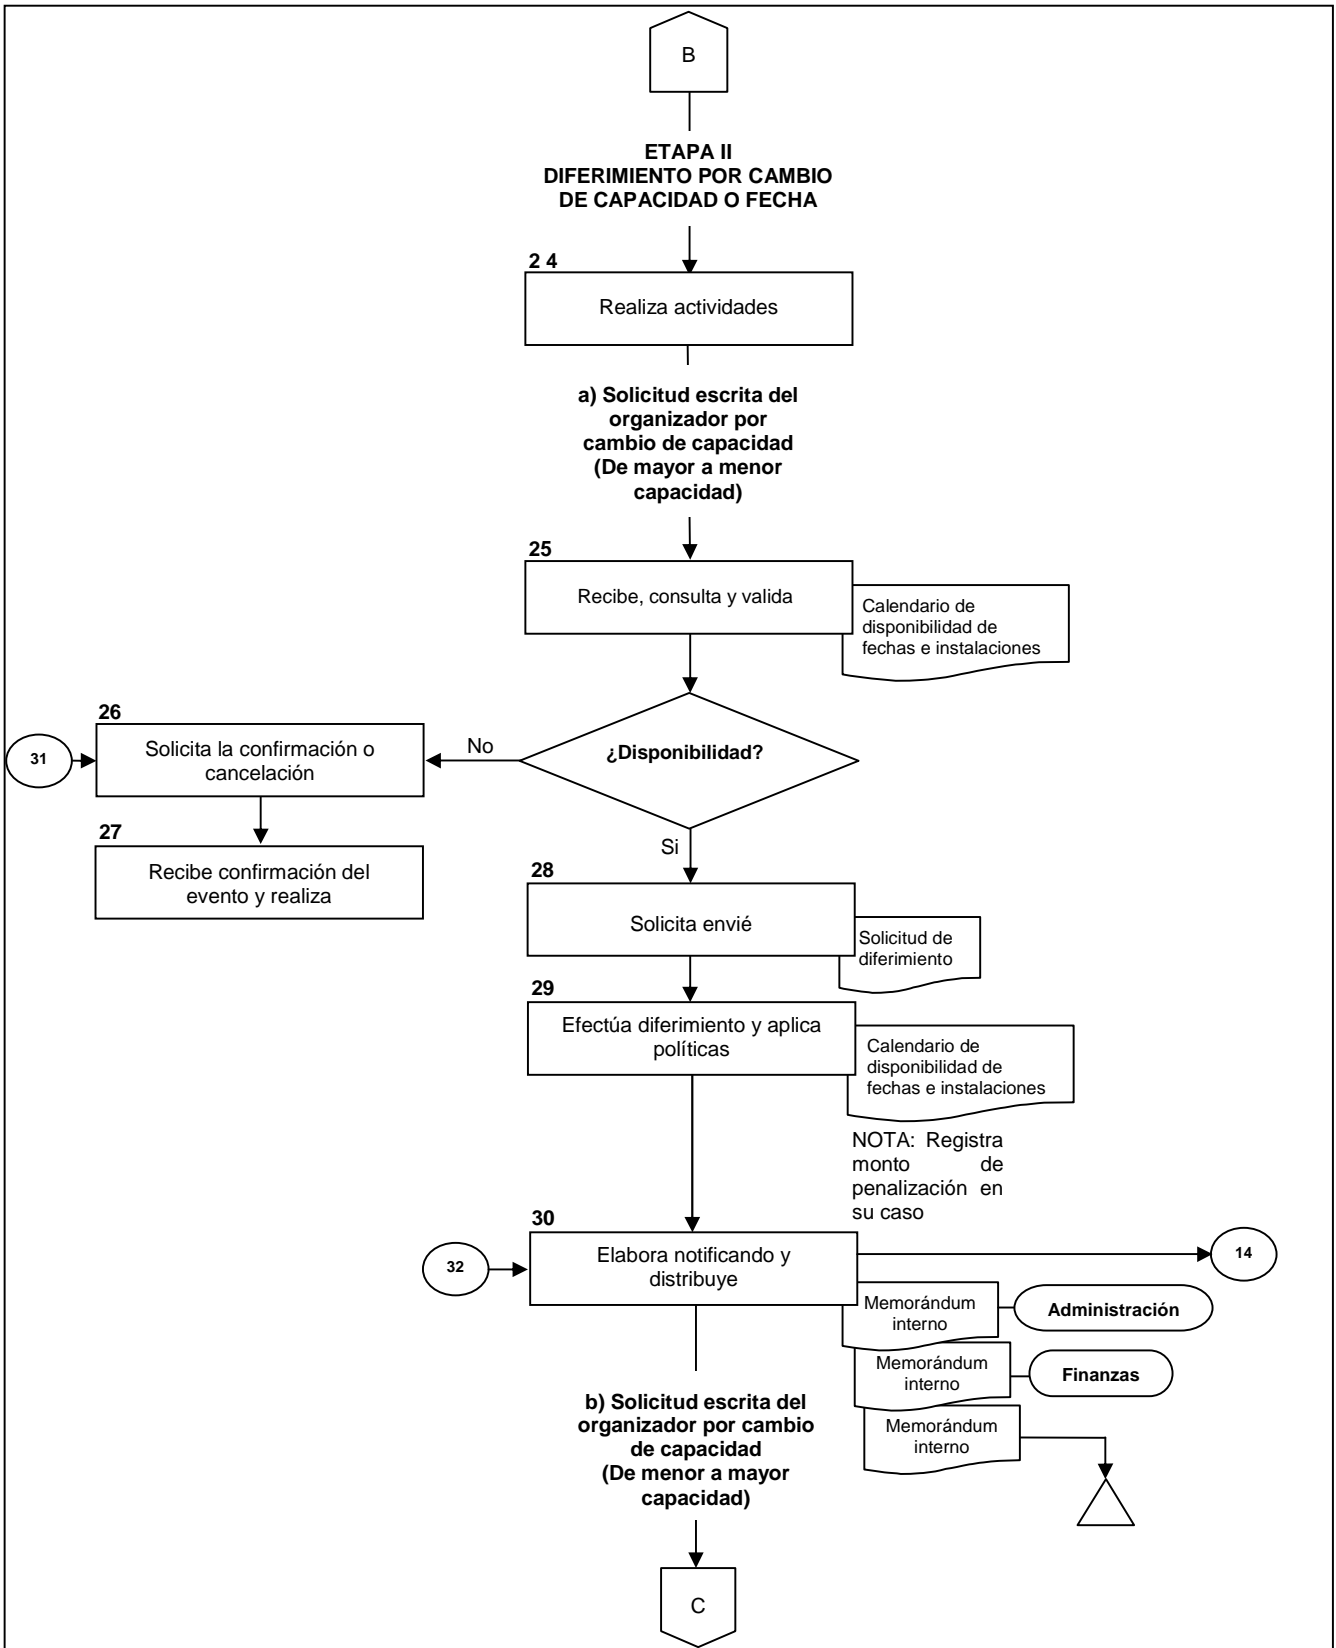 B
ETAPA II
DIFERIMIENTO POR CAMBIO
DE CAPACIDAD O FECHA
2 4
Realiza actividades
a) Solicitud escrita del
organizador por
cambio de capacidad
(De mayor a menor
capacidad)
25
Recibe, consulta y valida
Calendario de
disponibilidad de
fechas e instalaciones
26
Solicita la confirmación o
cancelación
31
No
¿Disponibilidad?
27
Recibe confirmación del
evento y realiza
Si
28
Solicita envié
Solicitud de
diferimiento
29
Efectúa diferimiento y aplica
políticas
Calendario de
disponibilidad de
fechas e instalaciones
NOTA: Registra
monto de
penalización en
su caso
30
Elabora notificando y
distribuye
32
14
Memorándum
interno
Administración
Memorándum
interno
Finanzas
Memorándum
interno
b) Solicitud escrita del
organizador por cambio
de capacidad
(De menor a mayor
capacidad)
C